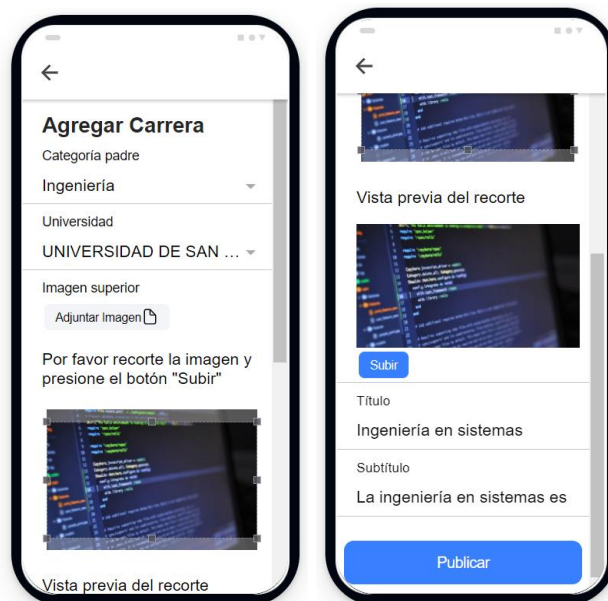 Agregar Carrera
Categoría padre
Ingeniería
Universidad
UNIVERSIDAD DE SAN ...
Imagen superior
Adjuntar Imagen
Por favor recorte la imagen y
presione el botón "Subir"
Vista previa del recorte
Vista previa del recorte
Subir
Título
Ingeniería en sistemas
Subtítulo
La ingeniería en sistemas es
Publicar